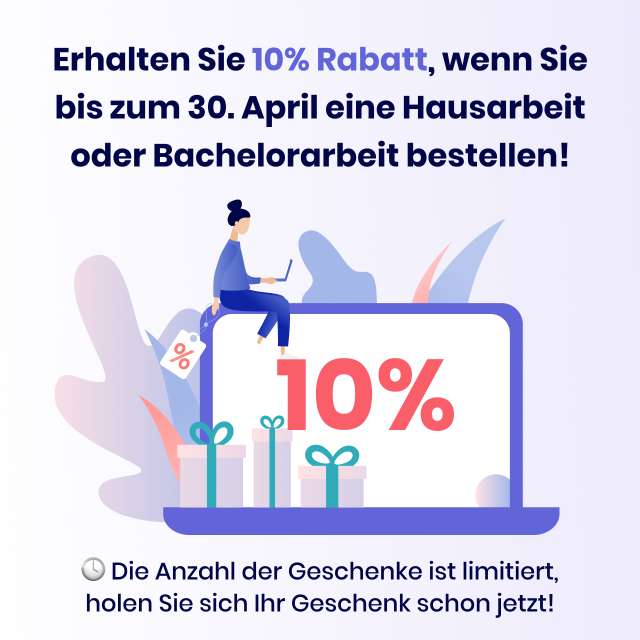 Erhalten Sie 10% Rabatt, wenn Sie
bis zum 30. April eine Hausarbeit
oder Bachelorarbeit bestellen!
%
10%
Die Anzahl der Geschenke ist limitiert,
holen Sie sich Ihr Geschenk schon jetzt!